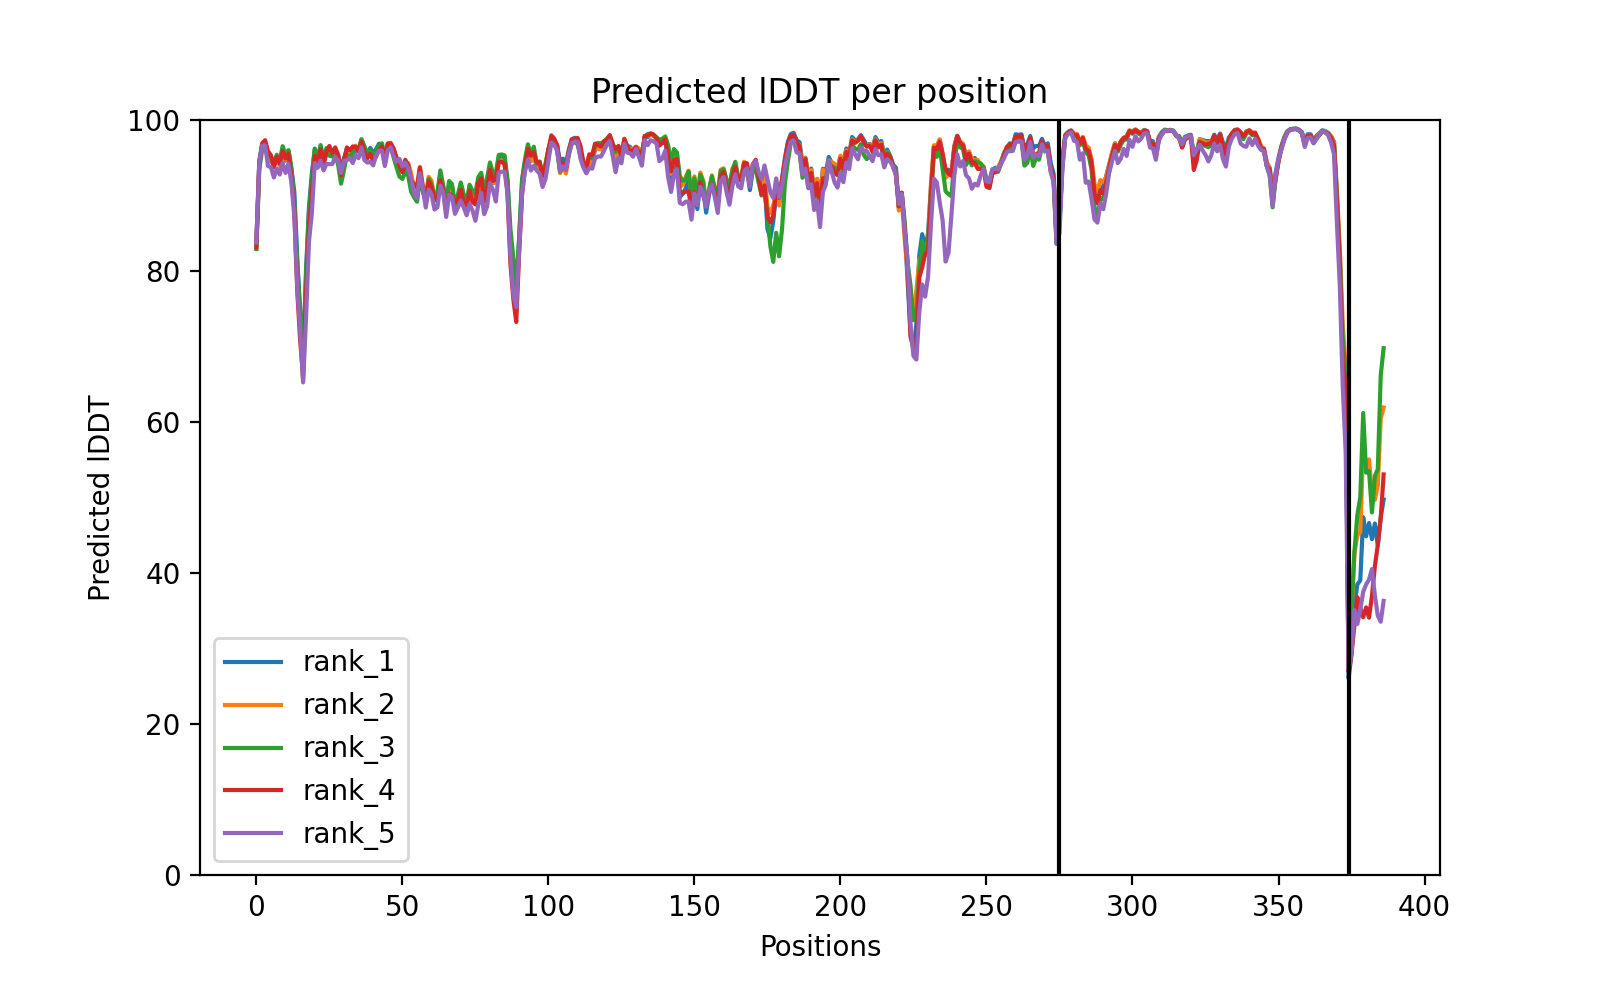 Predicted lDDT per position
100
80
60
40
20
0
Predicted lDDT
rank_1
rank_2
rank_3
rank_4
rank_5
0 50 100 150 200 250 300 350 400
Positions